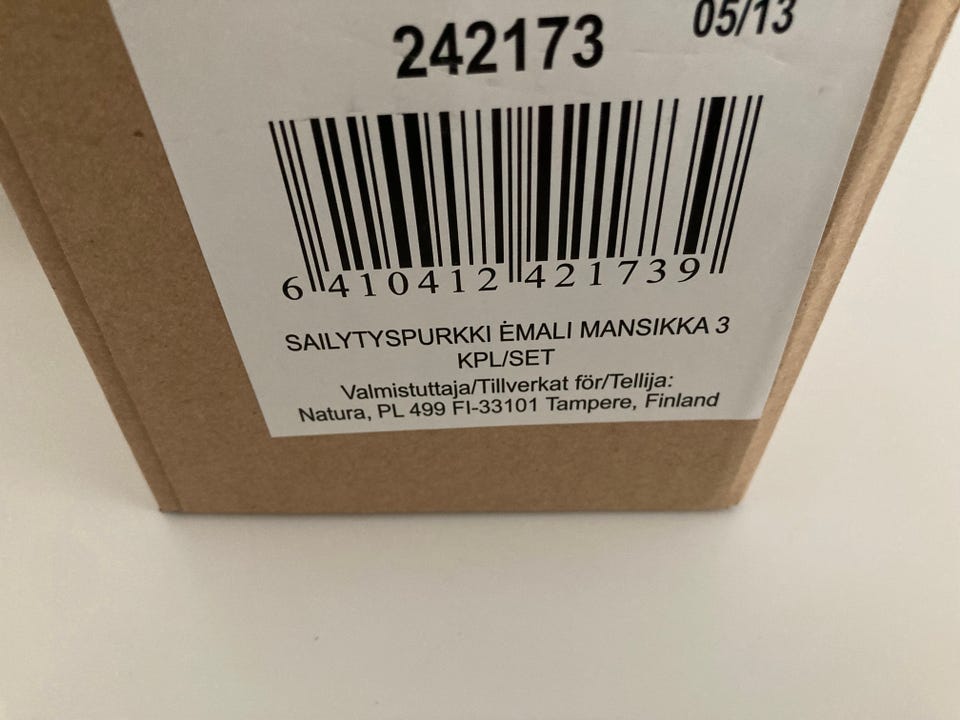 05/13
242173
6 410412 421739
SAILYTYSPURKKI ĖMALI MANSIKKA 3
KPL/SET
Valmistuttaja/Tillverkat för/Tellija:
Natura, PL 499 FI-33101 Tampere, Finland